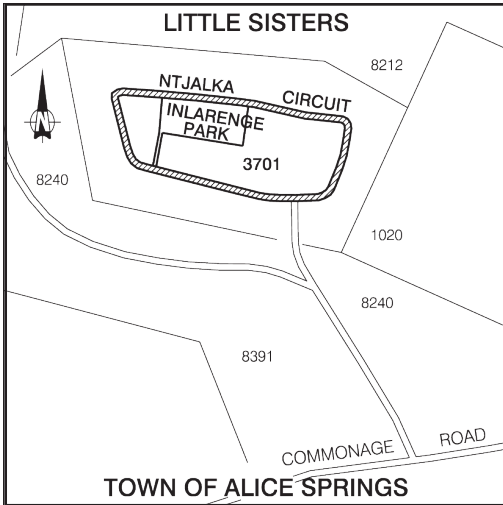 LITTLE SISTERS
8212
NTJALKA CIRCUIT
N
INLARENGE
PARK
3701
8240
1020
8240
8391
COMMONAGE ROAD
TOWN OF ALICE SPRINGS